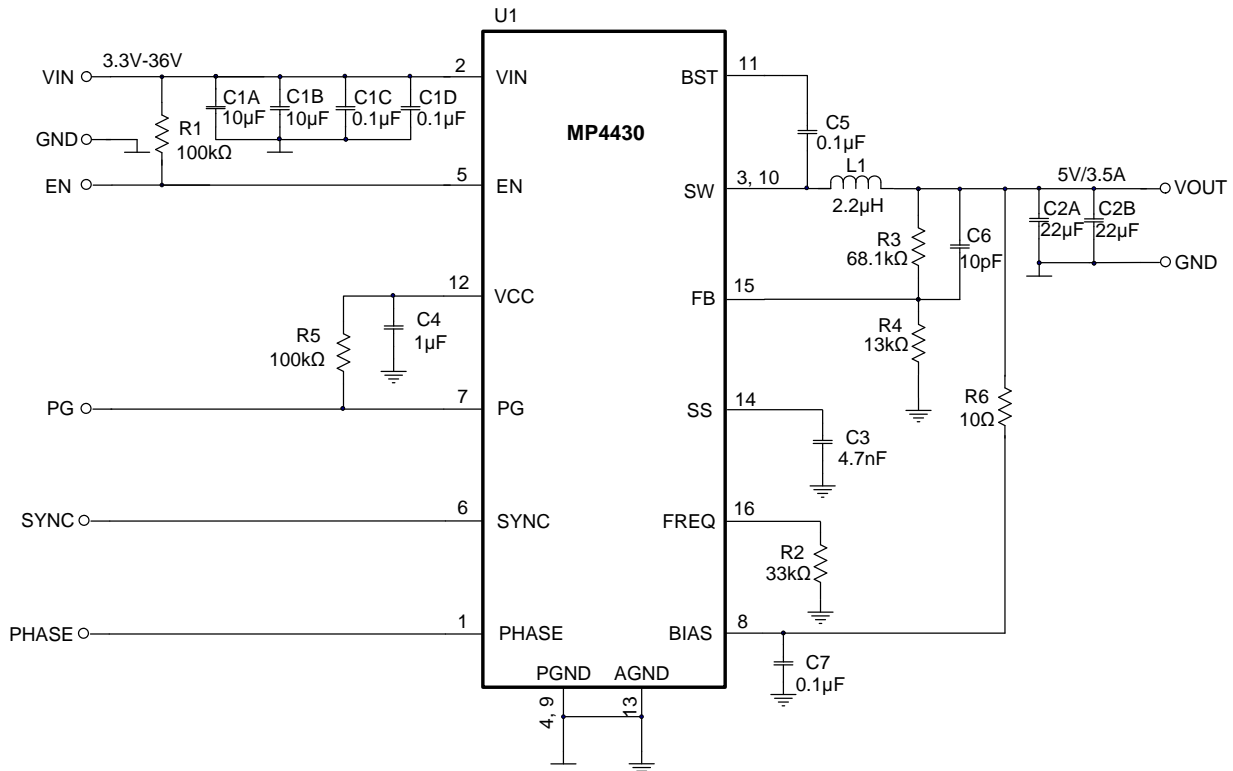 U1
MP4430
VIN
3.3V-36V
2
VIN
C1A
10µF
C1B
10µF
C1C
0.1µF
C1D
0.1µF
GND
R1
100kΩ
EN
5
EN
12
VCC
C4
1µF
R5
100kΩ
PG
7
PG
SYNC
6
SYNC
PHASE
1
PHASE
PGND
AGND
4, 9
13
BST
11
C5
0.1µF
SW
3, 10
L1
2.2µH
5V/3.5A
VOUT
C2A
22µF
C2B
22µF
GND
R3
68.1kΩ
C6
10pF
FB
15
R4
13kΩ
SS
14
C3
4.7nF
R6
10Ω
FREQ
16
R2
33kΩ
BIAS
8
C7
0.1µF